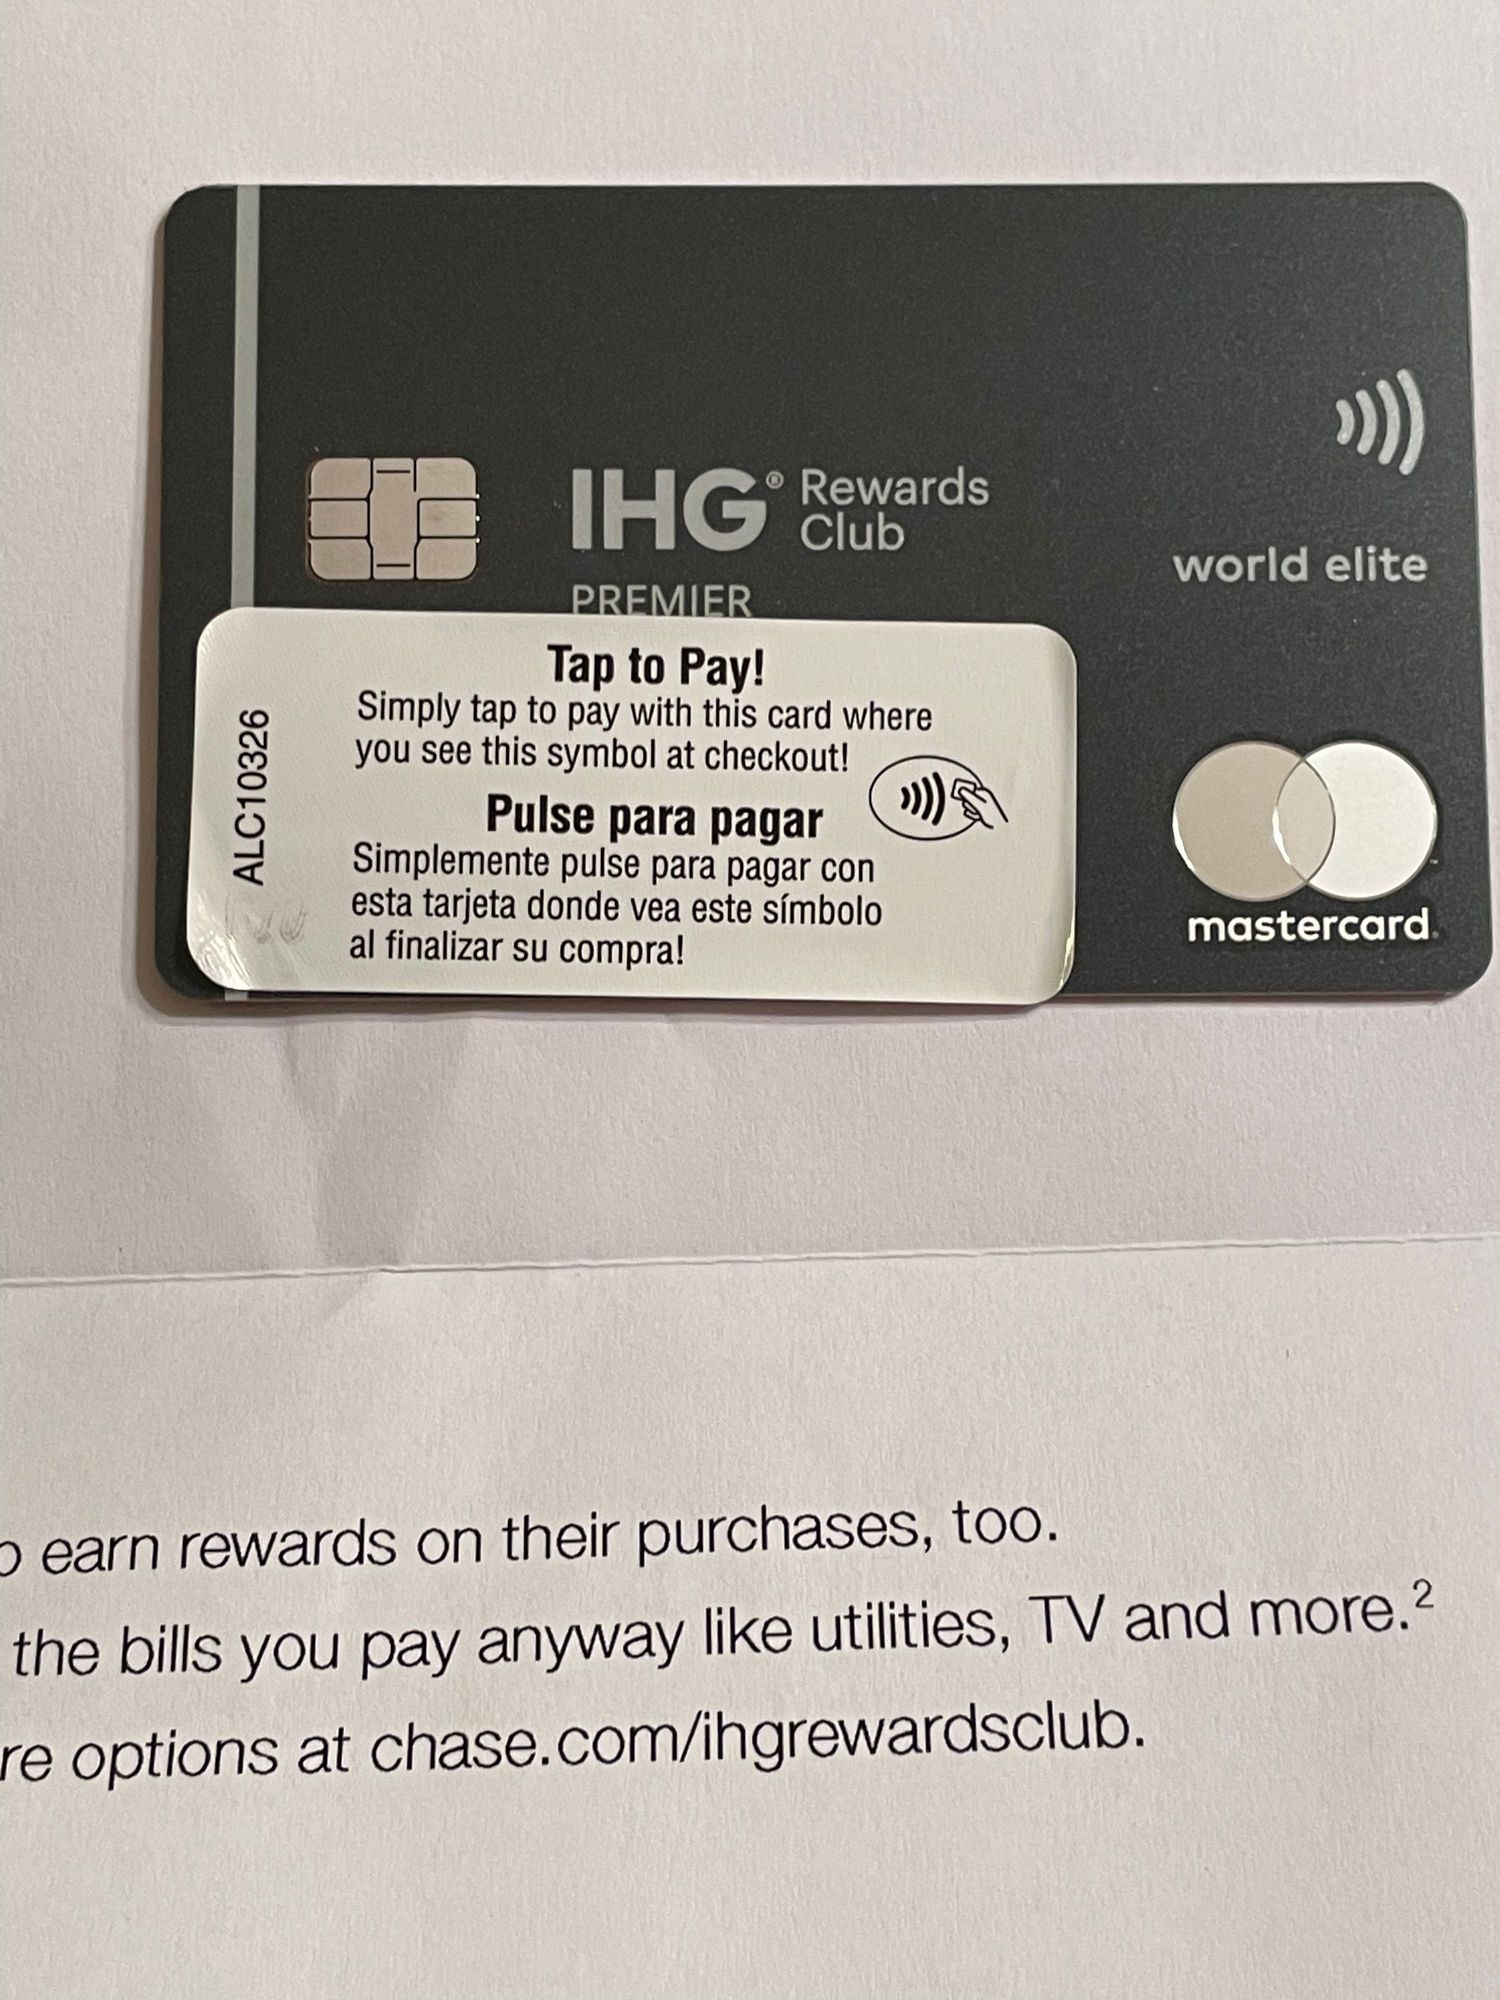 IHG® Rewards
Club
PREMIER
world elite
Tap to Pay!
Simply tap to pay with this card where
you see this symbol at checkout!
Pulse para pagar
Simplemente pulse para pagar con
esta tarjeta donde vea este símbolo
al finalizar su compra!
ALC10326
mastercard.
earn rewards on their purchases, too.
the bills you pay anyway like utilities, TV and more.²
options at chase.com/ihgrewardsclub.